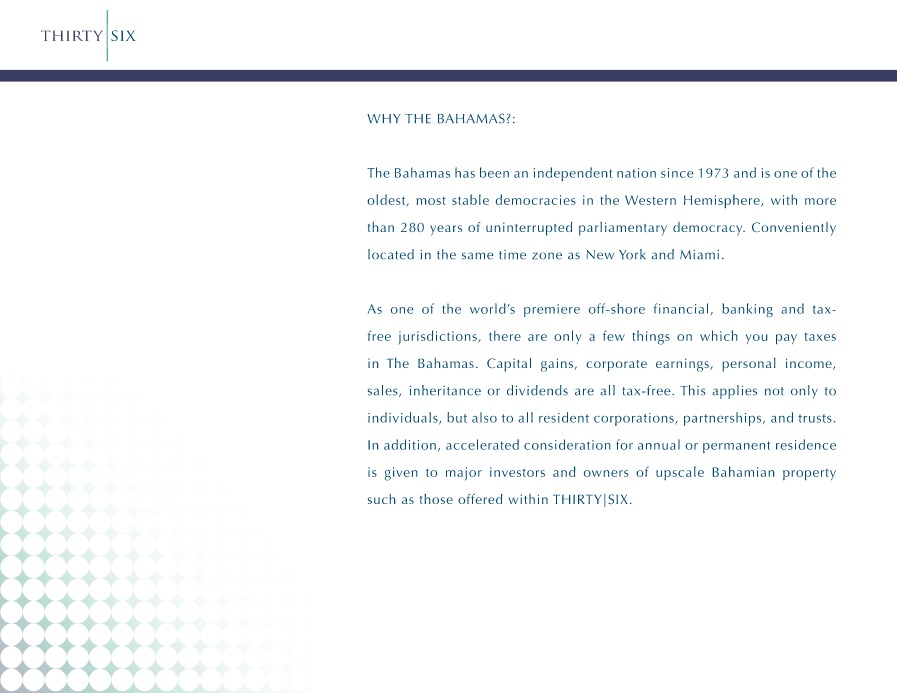 THIRTY|SIX
WHY THE BAHAMAS?:
The Bahamas has been an independent nation since 1973 and is one of the
oldest, most stable democracies in the Western Hemisphere, with more
than 280 years of uninterrupted parliamentary democracy. Conveniently
located in the same time zone as New York and Miami.
As one of the world's premiere off-shore financial, banking and tax-
free jurisdictions, there are only a few things on which you pay taxes
in The Bahamas. Capital gains, corporate earnings, personal income,
sales, inheritance or dividends are all tax-free. This applies not only to
individuals, but also to all resident corporations, partnerships, and trusts.
In addition, accelerated consideration for annual or permanent residence
is given to major investors and owners of upscale Bahamian property
such as those offered within THIRTY|SIX.